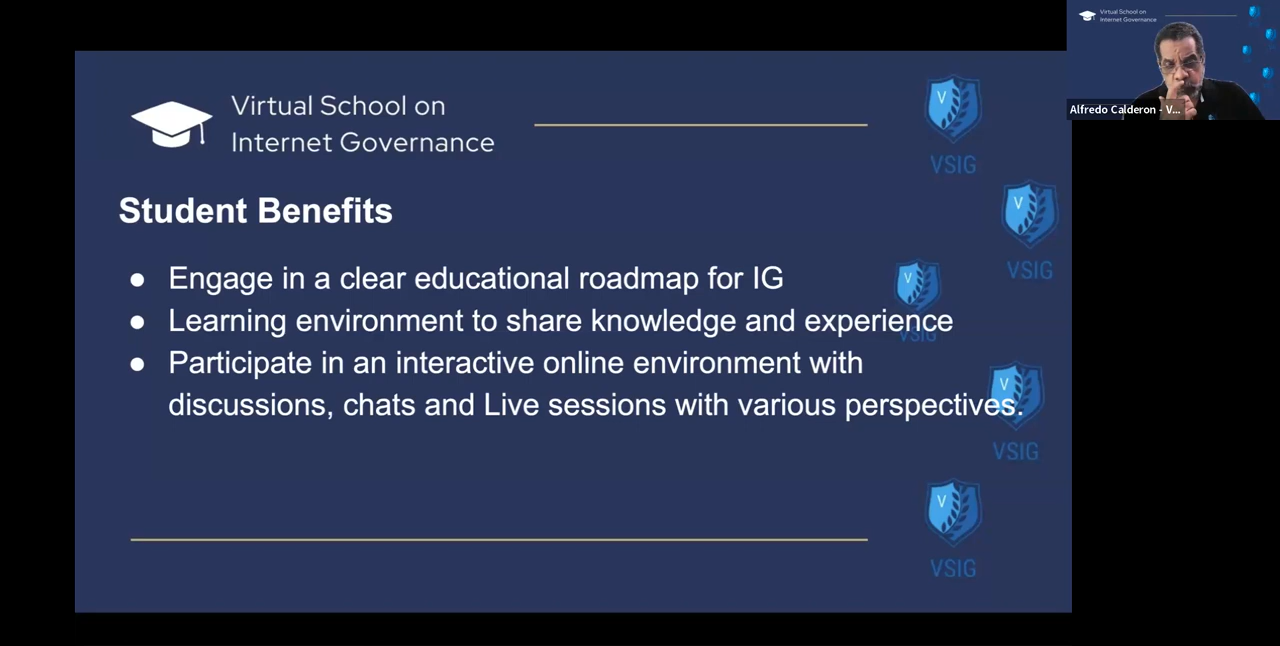 Virtual School on
Internet Governance
Student Benefits
● Engage in a clear educational roadmap for IG
● Learning environment to share knowledge and experience
● Participate in an interactive online environment with
discussions, chats and Live sessions with various perspectives.
V
VSIG
V
VSIG
V
VSIG
V
VSIG
V
VSIG
Virtual School on
Internet Governance
Alfredo Calderon - V...